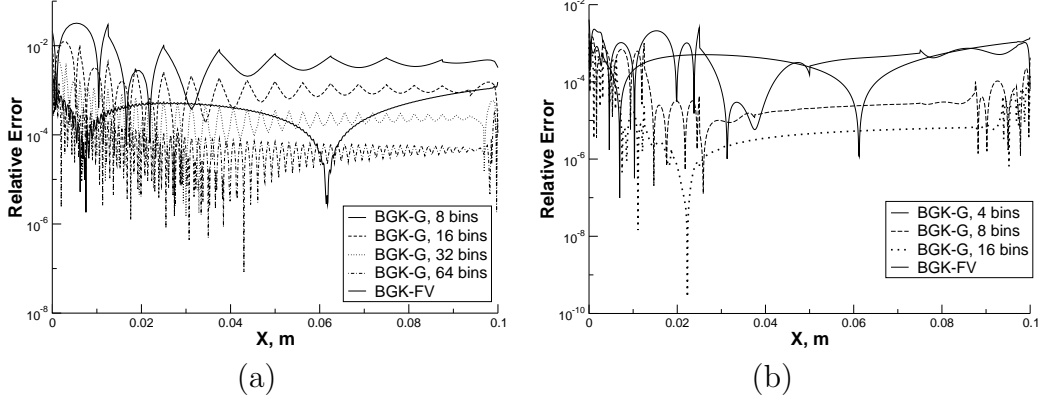 10^-2
10^-4
10^-6
10^-8
Relative Error
0
0.02
0.04
0.06
0.08
0.1
X, m
BGK-G, 8 bins
BGK-G, 16 bins
BGK-G, 32 bins
BGK-G, 64 bins
BGK-FV
(a)
10^-2
10^-4
10^-6
10^-8
10^-10
Relative Error
0
0.02
0.04
0.06
0.08
0.1
X, m
BGK-G, 4 bins
BGK-G, 8 bins
BGK-G, 16 bins
BGK-FV
(b)